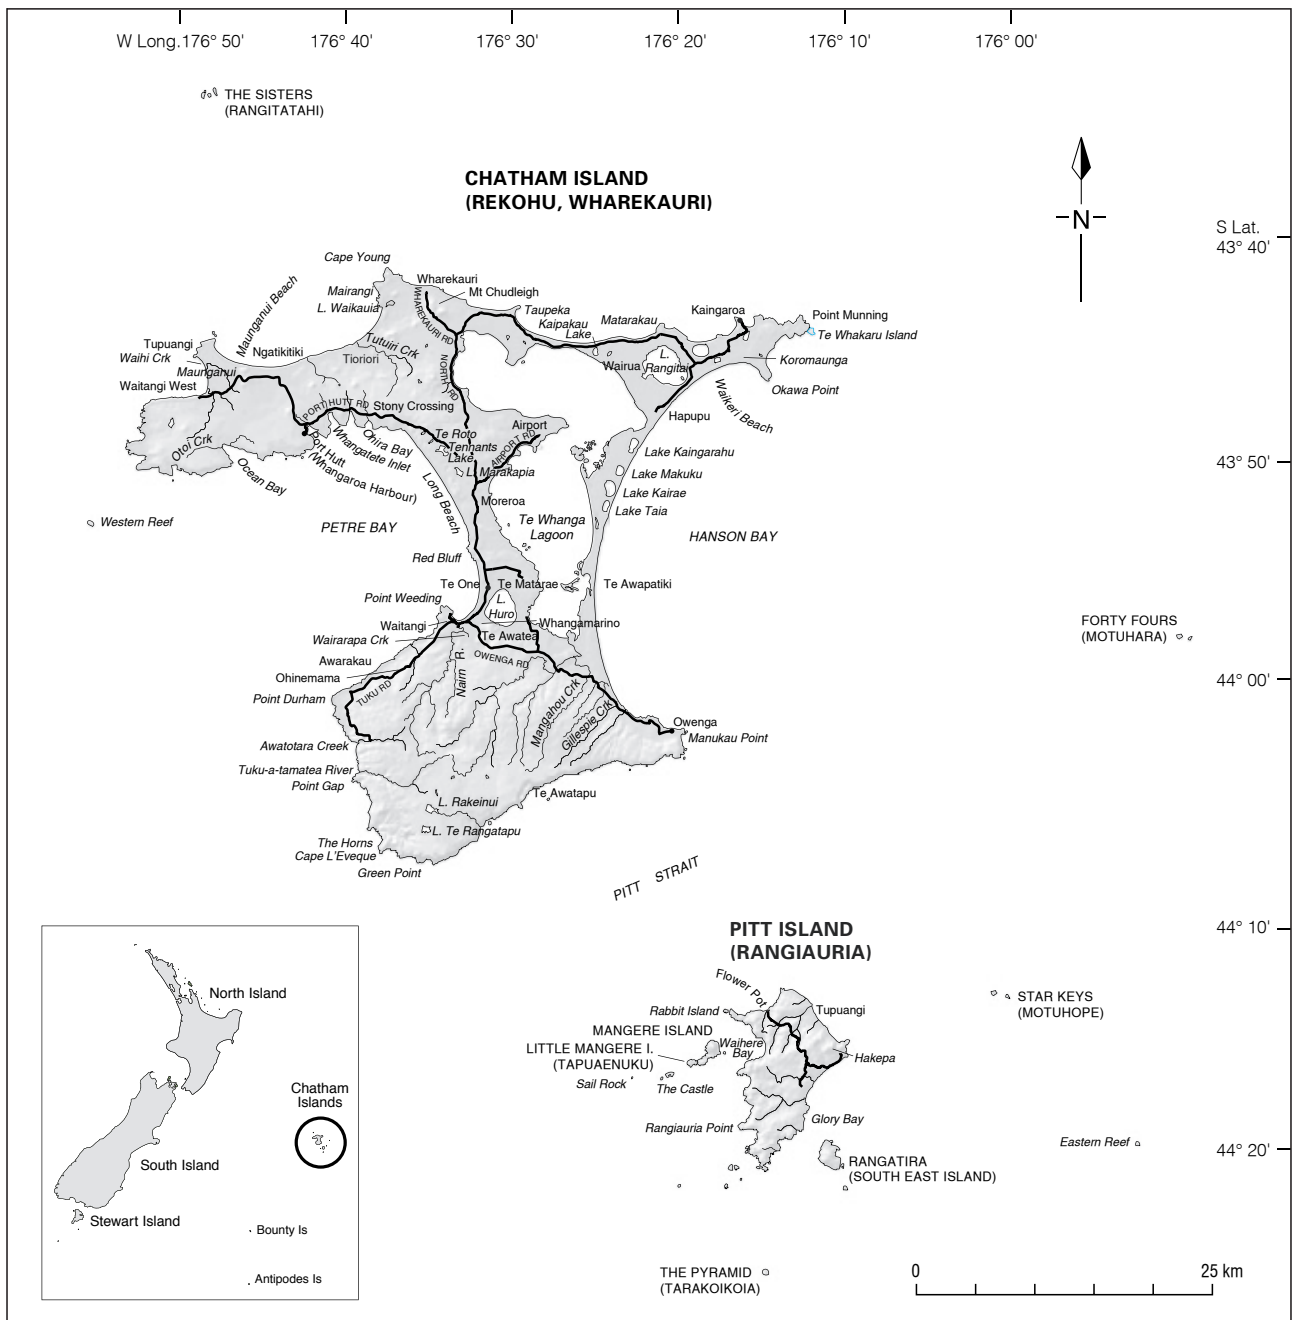 W Long. 176° 50'
176° 40'
176° 30'
176° 20'
176° 10'
176° 00'
THE SISTERS
(RANGITATAHI)
CHATHAM ISLAND
(REKOHU, WHAREKAURI)
N
S Lat.
43° 40'
Cape Young
Wharekauri
Mairangi
Mt Chudleigh
L. Waikauia
WHAREKAURI RD
Maunganui Beach
Taupeka
Kaipakau
Lake
Matarakau
Kaingaroa
Point Munning
Te Whakaru Island
Tupuangi
Waihi Crk
Maunganui
Waitangi West
Ngatikitiki
Tutuiri Crk
Tioriori
NORTH RD
Wairua
L.
Rangitai
Koromaunga
Okawa Point
Waikeri Beach
Hapupu
PORT HUTT RD
Stony Crossing
Airport
AIRPORT RD
Te Roto
Tennants
Lake
L. Marakapia
Otoi Crk
Ocean Bay
Port Hutt
(Whangaroa Harbour)
Whangatete Inlet
Ohira Bay
Long Beach
Lake Kaingarahu
Lake Makuku
Lake Kairae
Lake Taia
43° 50'
Moreroa
Western Reef
PETRE BAY
Te Whanga
Lagoon
HANSON BAY
Red Bluff
Te One
Te Matarae
Te Awapatiki
Point Weeding
L.
Huro
Waitangi
Whangamarino
Wairarapa Crk
Te Awatea
FORTY FOURS
(MOTUHARA)
Awarakau
OWENGA RD
Nairn R.
Ohinemama
TUKU RD
Point Durham
44° 00'
Mangahou Crk
Gillespie Crk
Owenga
Manukau Point
Awatotara Creek
Tuku-a-tamatea River
Point Gap
L. Rakeinui
Te Awatapu
L. Te Rangatapu
The Horns
Cape L'Eveque
Green Point
PITT STRAIT
44° 10'
PITT ISLAND
(RANGIAURIA)
Flower Pot
Rabbit Island
Tupuangi
STAR KEYS
(MOTUHOPE)
MANGERE ISLAND
LITTLE MANGERE I.
(TAPUAENUKU)
Waihere
Bay
Hakepa
Sail Rock
The Castle
Glory Bay
Rangiauria Point
Eastern Reef
44° 20'
RANGATIRA
(SOUTH EAST ISLAND)
THE PYRAMID
(TARAKOIKOIA)
0
25 km
North Island
Chatham
Islands
South Island
Stewart Island
Bounty Is
Antipodes Is